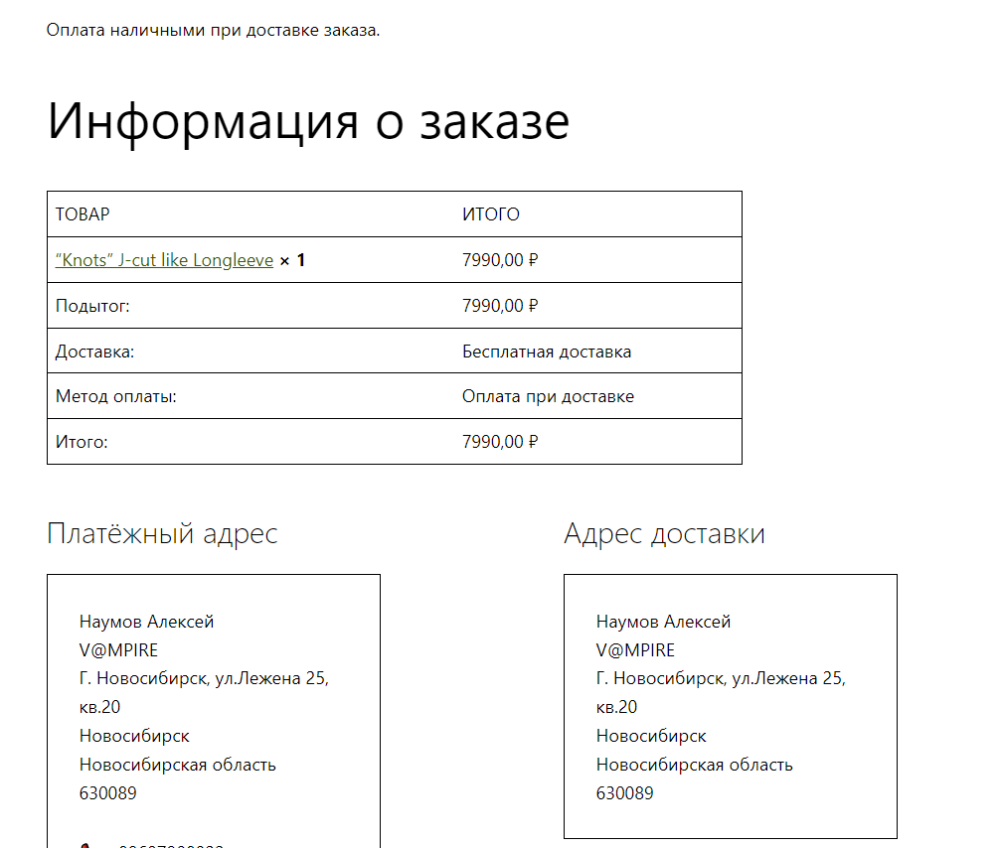 Оплата наличными при доставке заказа.
Информация о заказе
ТОВАР ИТОГО
“Knots” J-cut like Longleeve × 1 7990,00 ₽
Подытог: 7990,00 ₽
Доставка: Бесплатная доставка
Метод оплаты: Оплата при доставке
Итого: 7990,00 ₽
Платёжный адрес
Наумов Алексей
V@MPIRE
Г. Новосибирск, ул.Лежена 25,
кв.20
Новосибирск
Новосибирская область
630089
Адрес доставки
Наумов Алексей
V@MPIRE
Г. Новосибирск, ул.Лежена 25,
кв.20
Новосибирск
Новосибирская область
630089